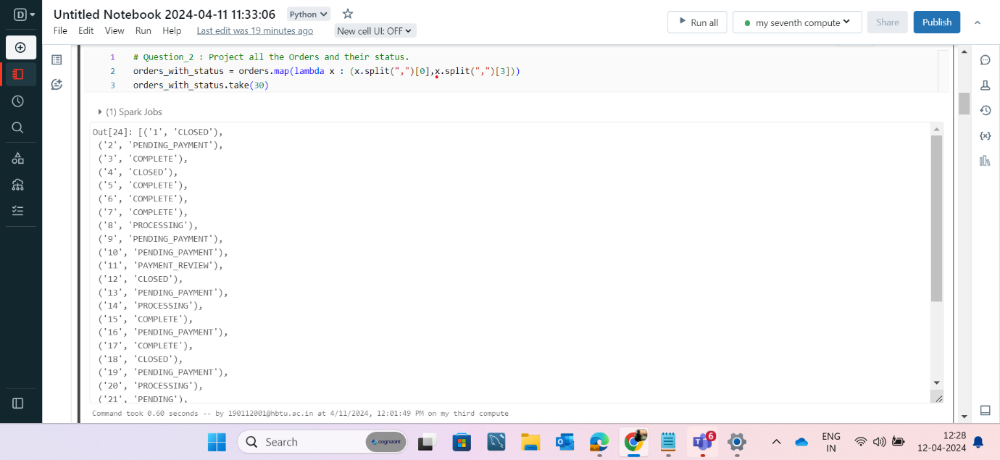 D
Untitled Notebook 2024-04-11 11:33:06 Python
Run all
my seventh compute
Share
Publish
File Edit View Run Help Last edit was 19 minutes ago New cell UI: OFF
1 # Question_2 : Project all the Orders and their status.
2 orders_with_status = orders.map(lambda x : (x.split(",")[0],x.split(",")[3]))
3 orders_with_status.take(30)
(1) Spark Jobs
Out[24]: [('1', 'CLOSED'),
('2', 'PENDING_PAYMENT'),
('3', 'COMPLETE'),
('4', 'CLOSED'),
('5', 'COMPLETE'),
('6', 'COMPLETE'),
('7', 'COMPLETE'),
('8', 'PROCESSING'),
('9', 'PENDING_PAYMENT'),
('10', 'PENDING_PAYMENT'),
('11', 'PAYMENT_REVIEW'),
('12', 'CLOSED'),
('13', 'PENDING_PAYMENT'),
('14', 'PROCESSING'),
('15', 'COMPLETE'),
('16', 'PENDING_PAYMENT'),
('17', 'COMPLETE'),
('18', 'CLOSED'),
('19', 'PENDING_PAYMENT'),
('20', 'PROCESSING'),
('21', 'PENDING'),
Command took 0.60 seconds -- by 190112001@hbtu.ac.in at 4/11/2024, 12:01:49 PM on my third compute
Search
cognizant
6
ENG
IN
12:28
12-04-2024